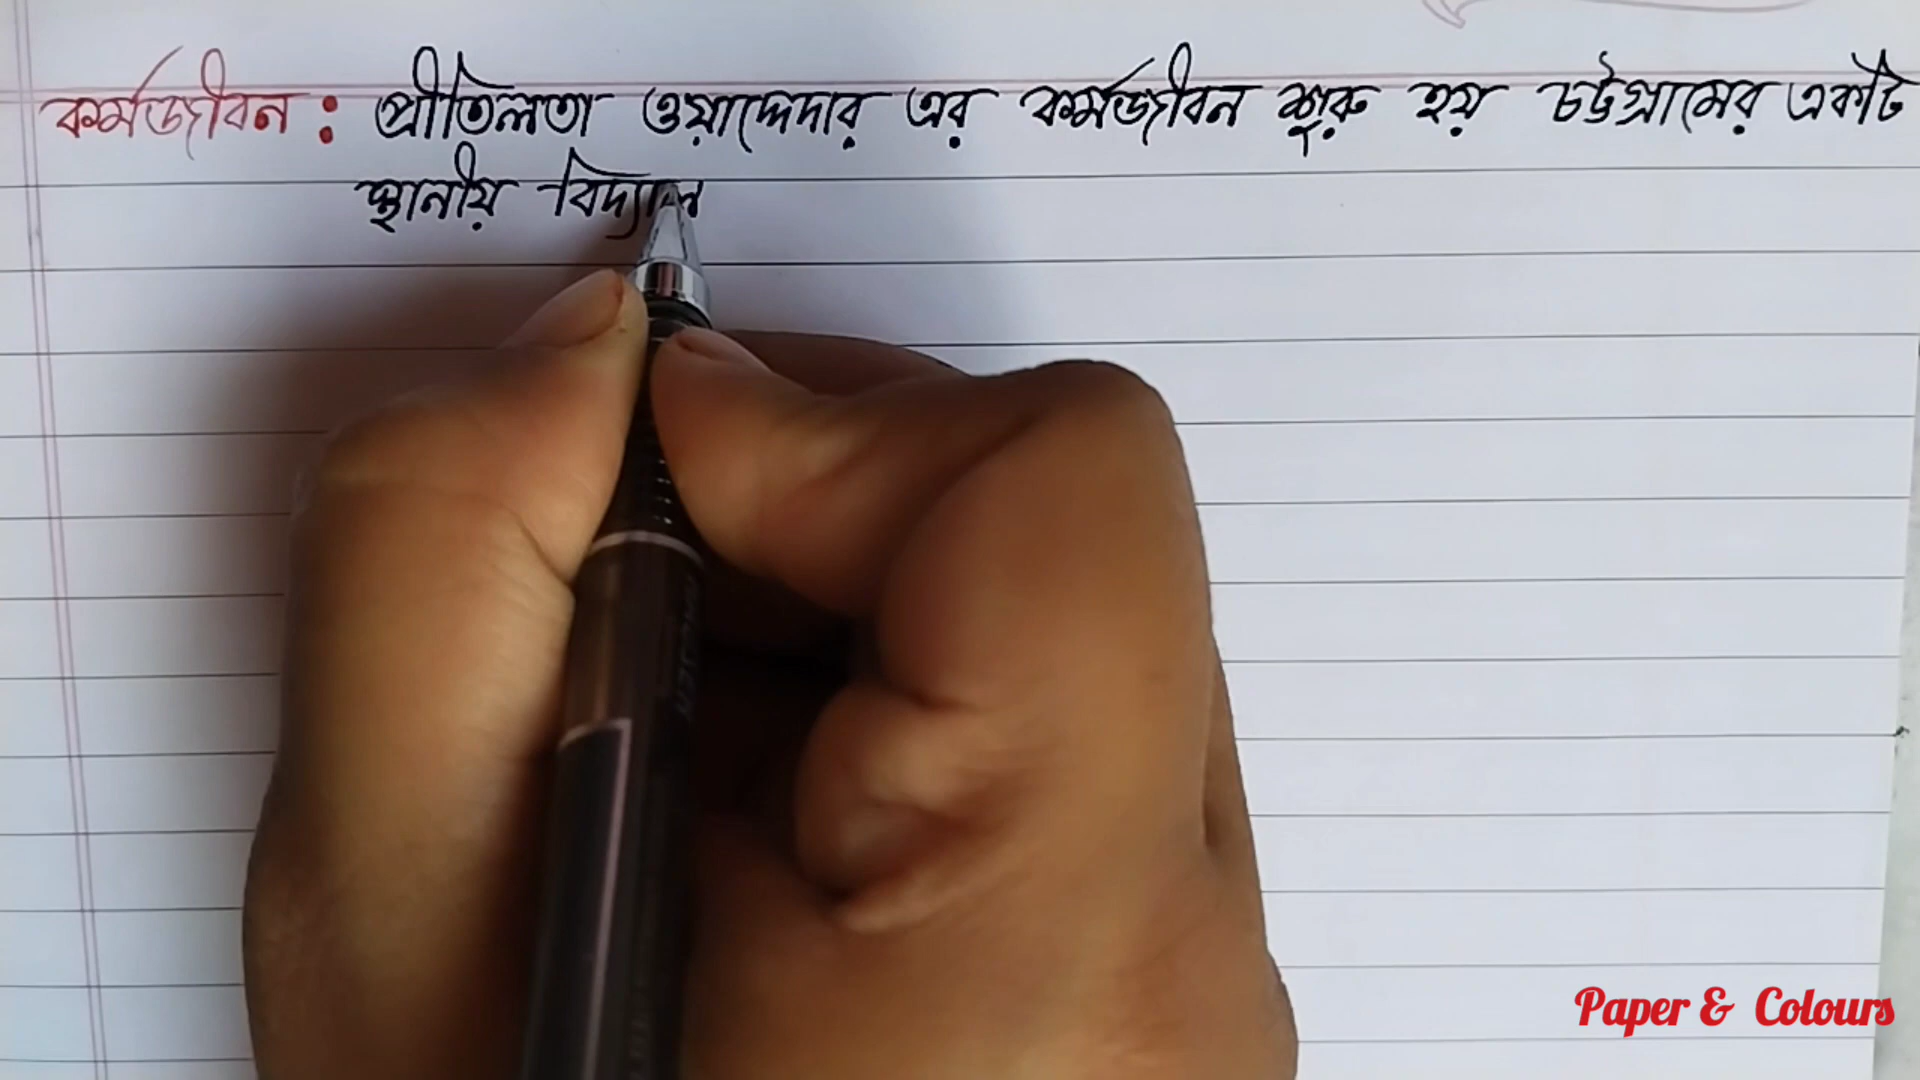 কর্মজীবন : প্রীতিলতা ওয়াদ্দেদার এর কর্মজীবন শুরু হয় চট্টগ্রামের একটি
স্থানীয় বিদ্যাল
Paper & Colours